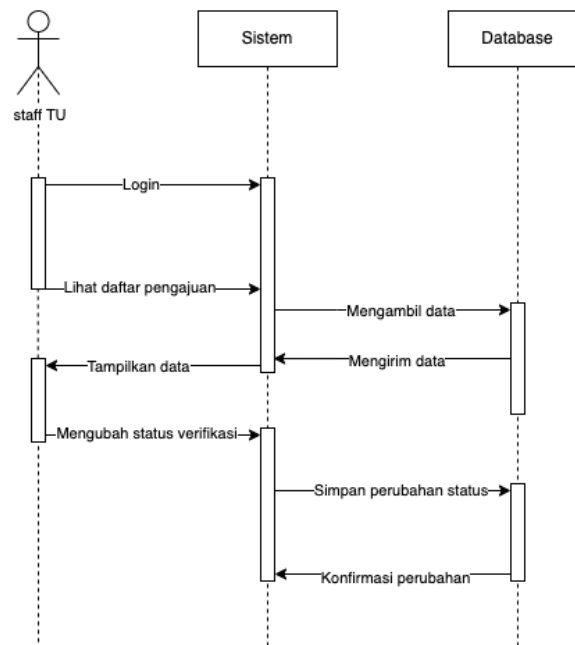 Sistem
Database
staff TU
Login
Lihat daftar pengajuan
Mengambil data
Mengirim data
Tampilkan data
Mengubah status verifikasi
Simpan perubahan status
Konfirmasi perubahan